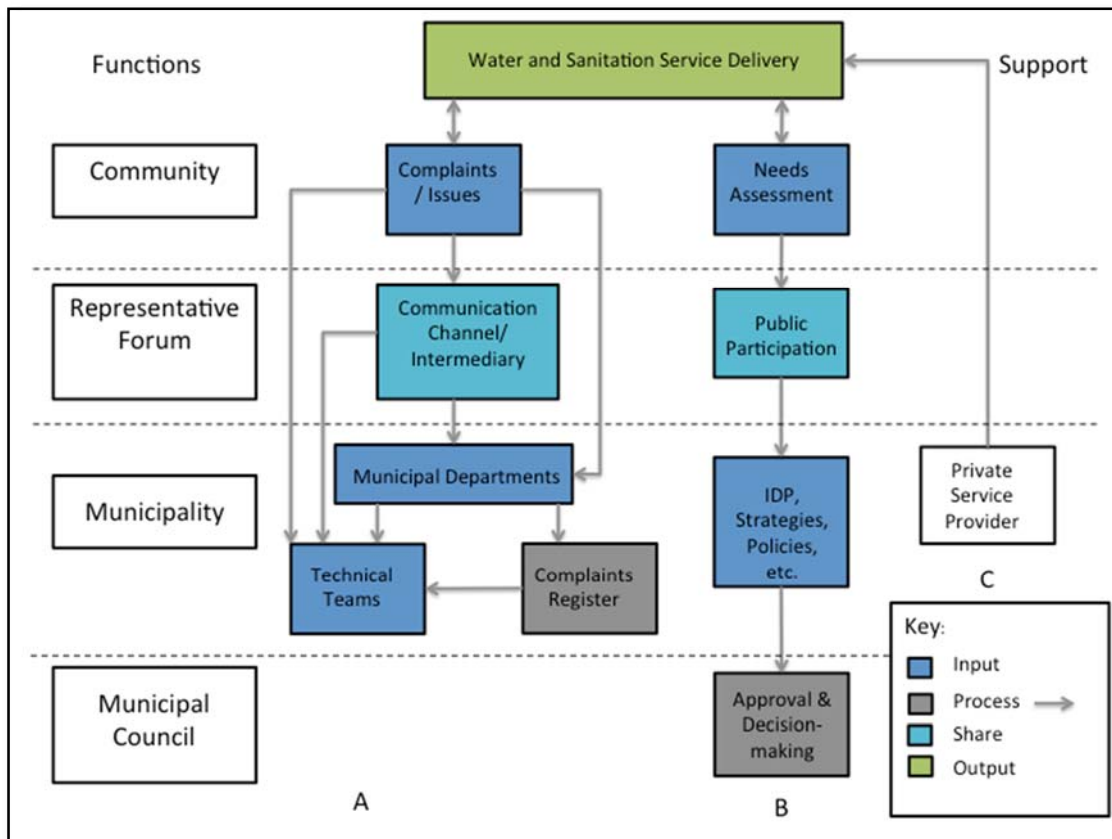 Functions
Water and Sanitation Service Delivery
Support
Community
Complaints
/ Issues
Needs
Assessment
Representative
Forum
Communication
Channel/
Intermediary
Public
Participation
Municipality
Municipal Departments
IDP,
Strategies,
Policies,
etc.
Private
Service
Provider
Technical
Teams
Complaints
Register
C
Key:
Input
Process
Share
Output
Municipal
Council
Approval &
Decision-
making
A
B